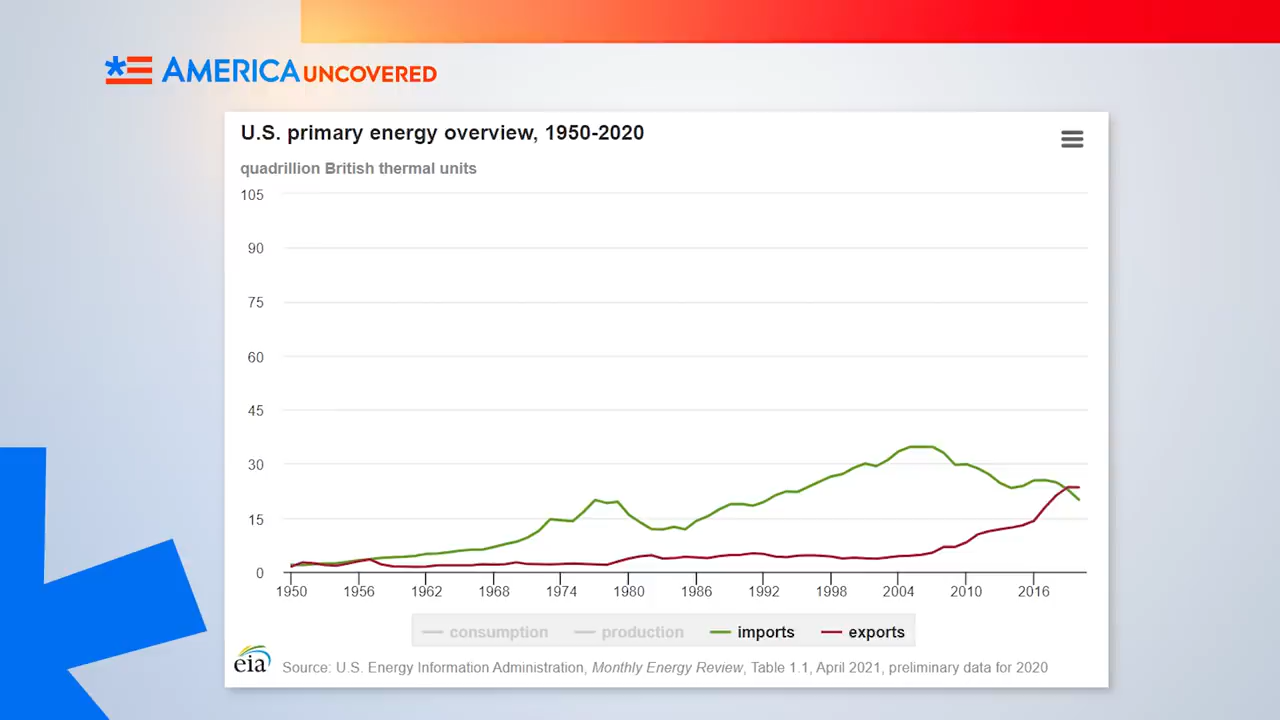 AMERICA UNCOVERED
U.S. primary energy overview, 1950-2020
quadrillion British thermal units
105
90
75
60
45
30
15
0
1950 1956 1962 1968 1974 1980 1986 1992 1998 2004 2010 2016
consumption production imports exports
eia Source: U.S. Energy Information Administration, Monthly Energy Review, Table 1.1, April 2021, preliminary data for 2020